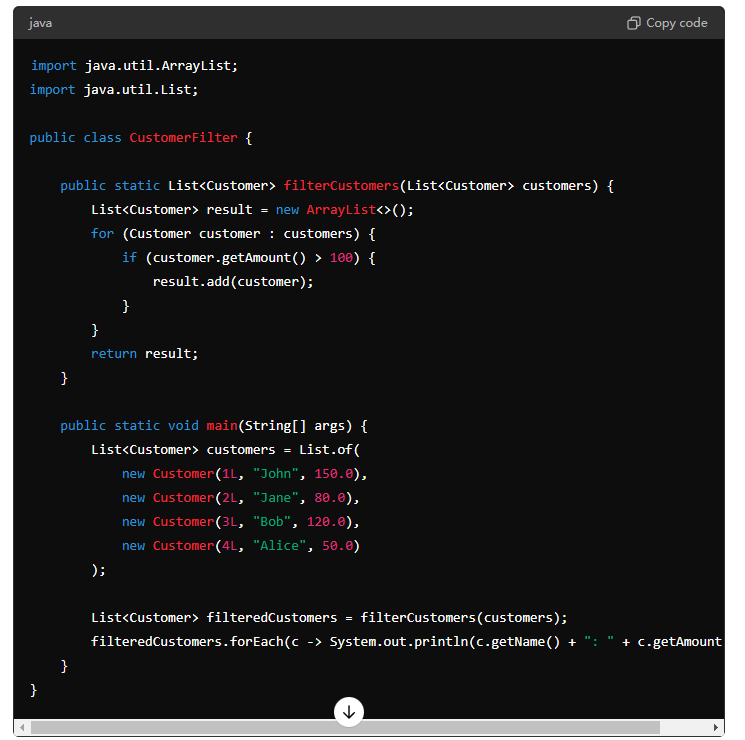 java
Copy code
import java.util.ArrayList;
import java.util.List;
public class CustomerFilter {
    public static List<Customer> filterCustomers(List<Customer> customers) {
        List<Customer> result = new ArrayList<>();
        for (Customer customer : customers) {
            if (customer.getAmount() > 100) {
                result.add(customer);
            }
        }
        return result;
    }
    public static void main(String[] args) {
        List<Customer> customers = List.of(
            new Customer(1L, "John", 150.0),
            new Customer(2L, "Jane", 80.0),
            new Customer(3L, "Bob", 120.0),
            new Customer(4L, "Alice", 50.0)
        );
        List<Customer> filteredCustomers = filterCustomers(customers);
        filteredCustomers.forEach(c -> System.out.println(c.getName() + ": " + c.getAmount
    }
}